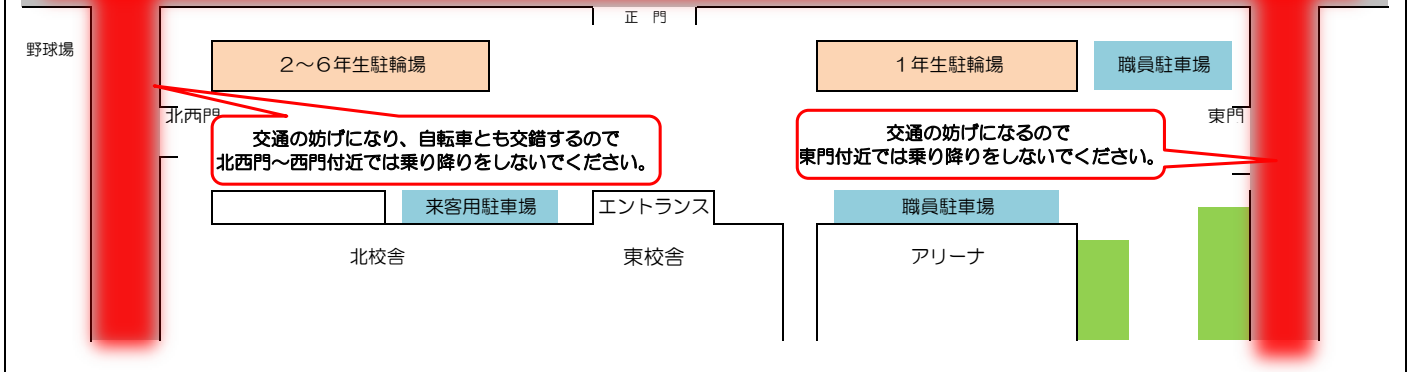 正 門
野球場
2～6年生駐輪場
1年生駐輪場
職員駐車場
北西門
東門
交通の妨げになり、自転車とも交錯するので
北西門～西門付近では乗り降りをしないでください。
交通の妨げになるので
東門付近では乗り降りをしないでください。
来客用駐車場
エントランス
職員駐車場
北校舎
東校舎
アリーナ